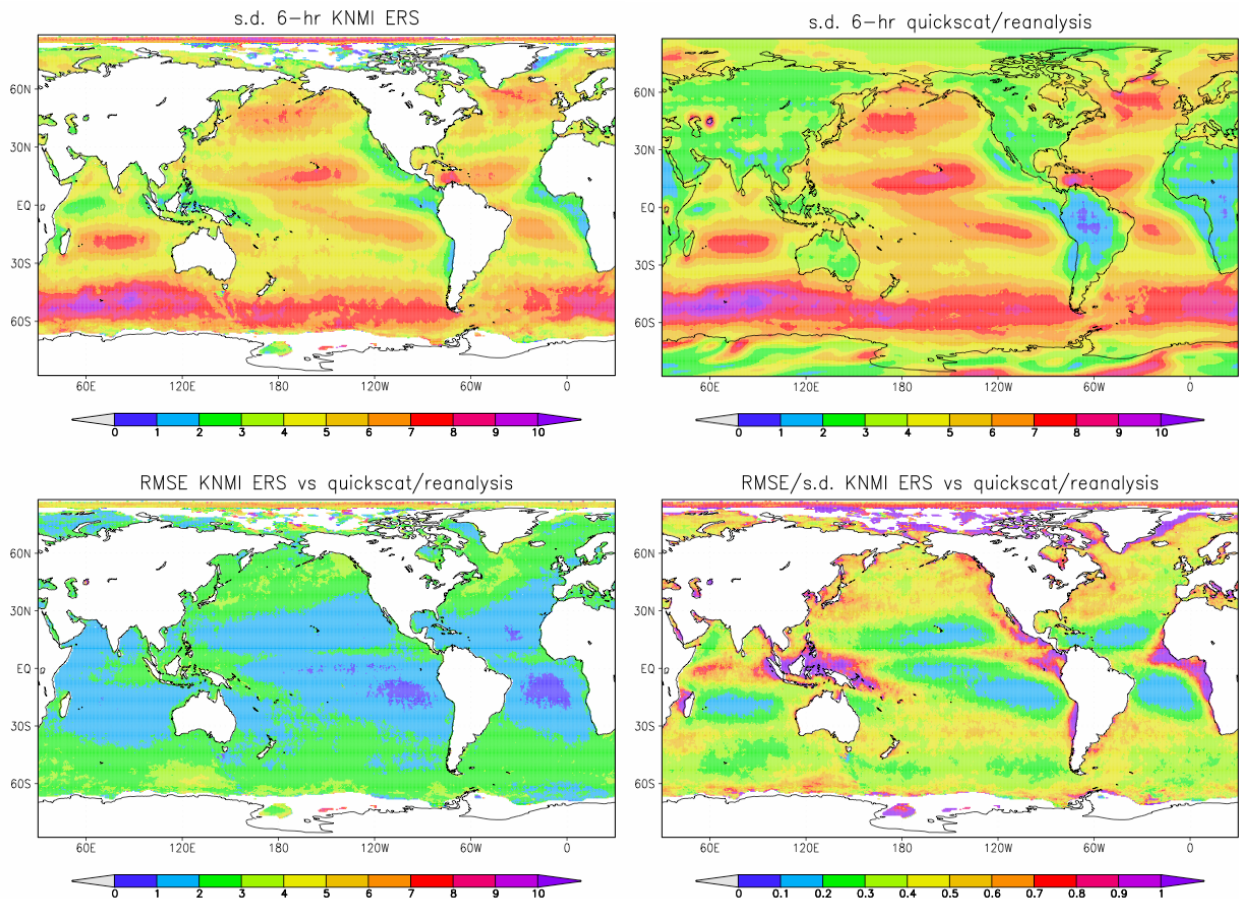 s.d. 6-hr KNMI ERS
60N
30N
EQ
30S
60S
60E 120E 180 120W 60W 0
0 1 2 3 4 5 6 7 8 9 10
s.d. 6-hr quickscat/reanalysis
60N
30N
EQ
30S
60S
60E 120E 180 120W 60W 0
0 1 2 3 4 5 6 7 8 9 10
RMSE KNMI ERS vs quickscat/reanalysis
60N
30N
EQ
30S
60S
60E 120E 180 120W 60W 0
0 1 2 3 4 5 6 7 8 9 10
RMSE/s.d. KNMI ERS vs quickscat/reanalysis
60N
30N
EQ
30S
60S
60E 120E 180 120W 60W 0
0 0.1 0.2 0.3 0.4 0.5 0.6 0.7 0.8 0.9 1